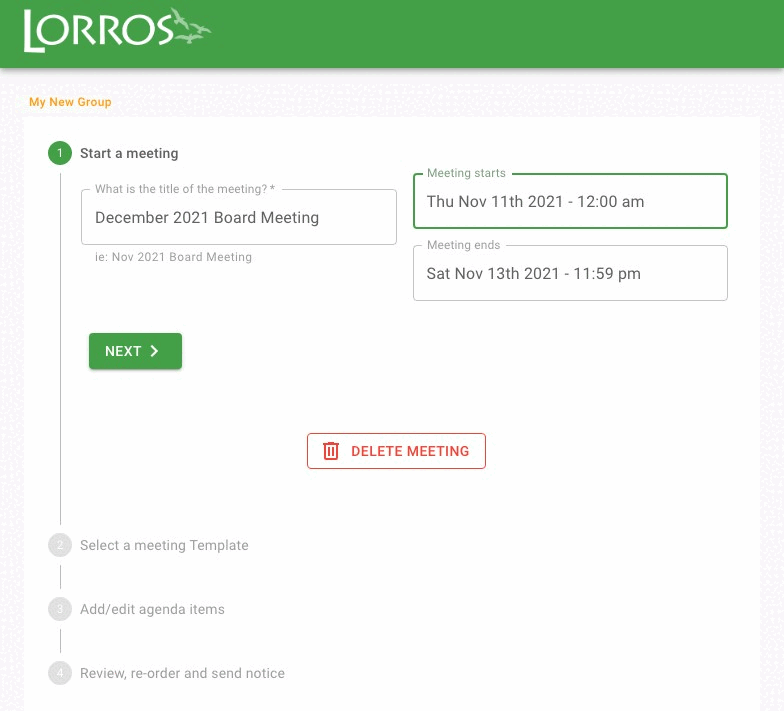 LORROS
My New Group
1 Start a meeting
What is the title of the meeting? *
December 2021 Board Meeting
ie: Nov 2021 Board Meeting
Meeting starts
Thu Nov 11th 2021 - 12:00 am
Meeting ends
Sat Nov 13th 2021 - 11:59 pm
NEXT
DELETE MEETING
2 Select a meeting Template
3 Add/edit agenda items
4 Review, re-order and send notice